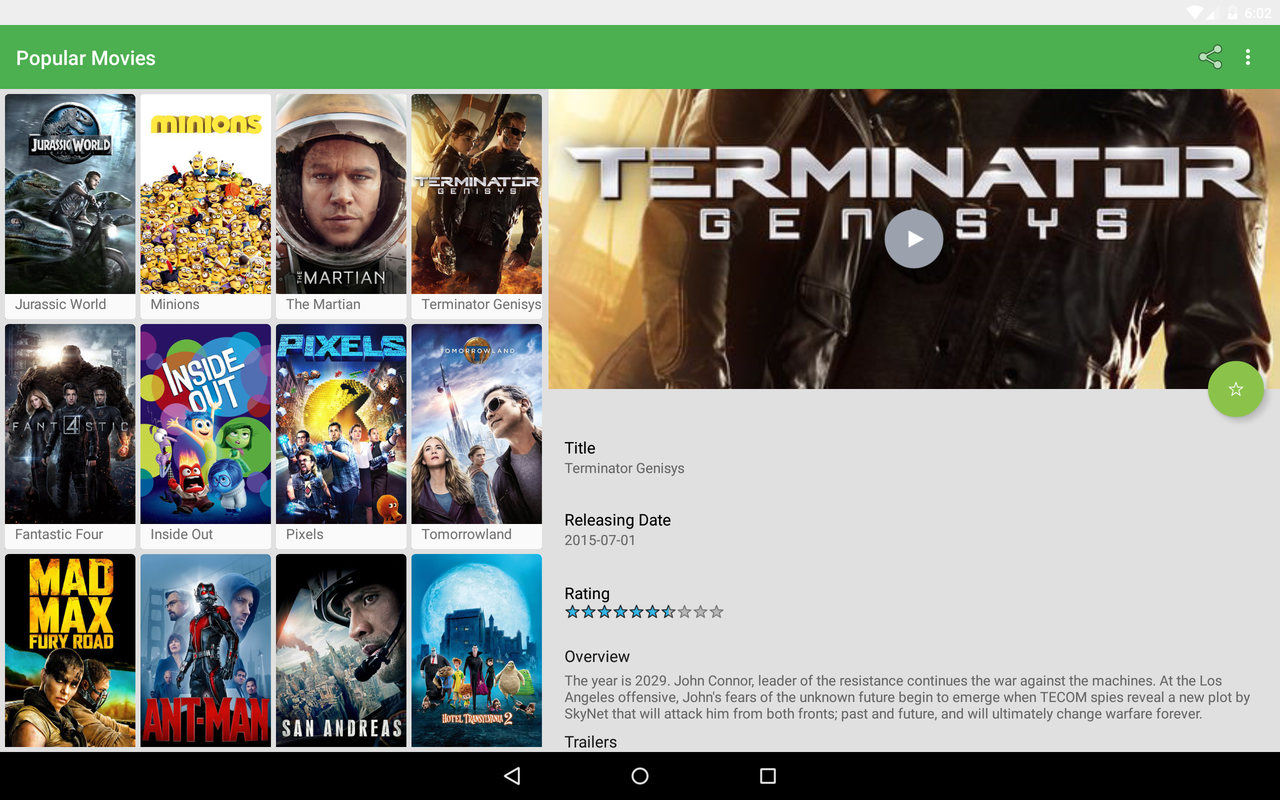 6:02
Popular Movies
JURASSIC WORLD
MINIONS
THE MARTIAN
TERMINATOR
GENISYS
Jurassic World
Minions
The Martian
Terminator Genisys
FANT4STIC
INSIDE
OUT
PIXELS
TOMORROWLAND
Fantastic Four
Inside Out
Pixels
Tomorrowland
MAD
MAX
FURY ROAD
ANT-MAN
SAN ANDREAS
HOTEL TRANSYLVANIA 2
TERMINATOR
GENISYS
Title
Terminator Genisys
Releasing Date
2015-07-01
Rating
Overview
The year is 2029. John Connor, leader of the resistance continues the war against the machines. At the Los
Angeles offensive, John's fears of the unknown future begin to emerge when TECOM spies reveal a new plot by
SkyNet that will attack him from both fronts; past and future, and will ultimately change warfare forever.
Trailers